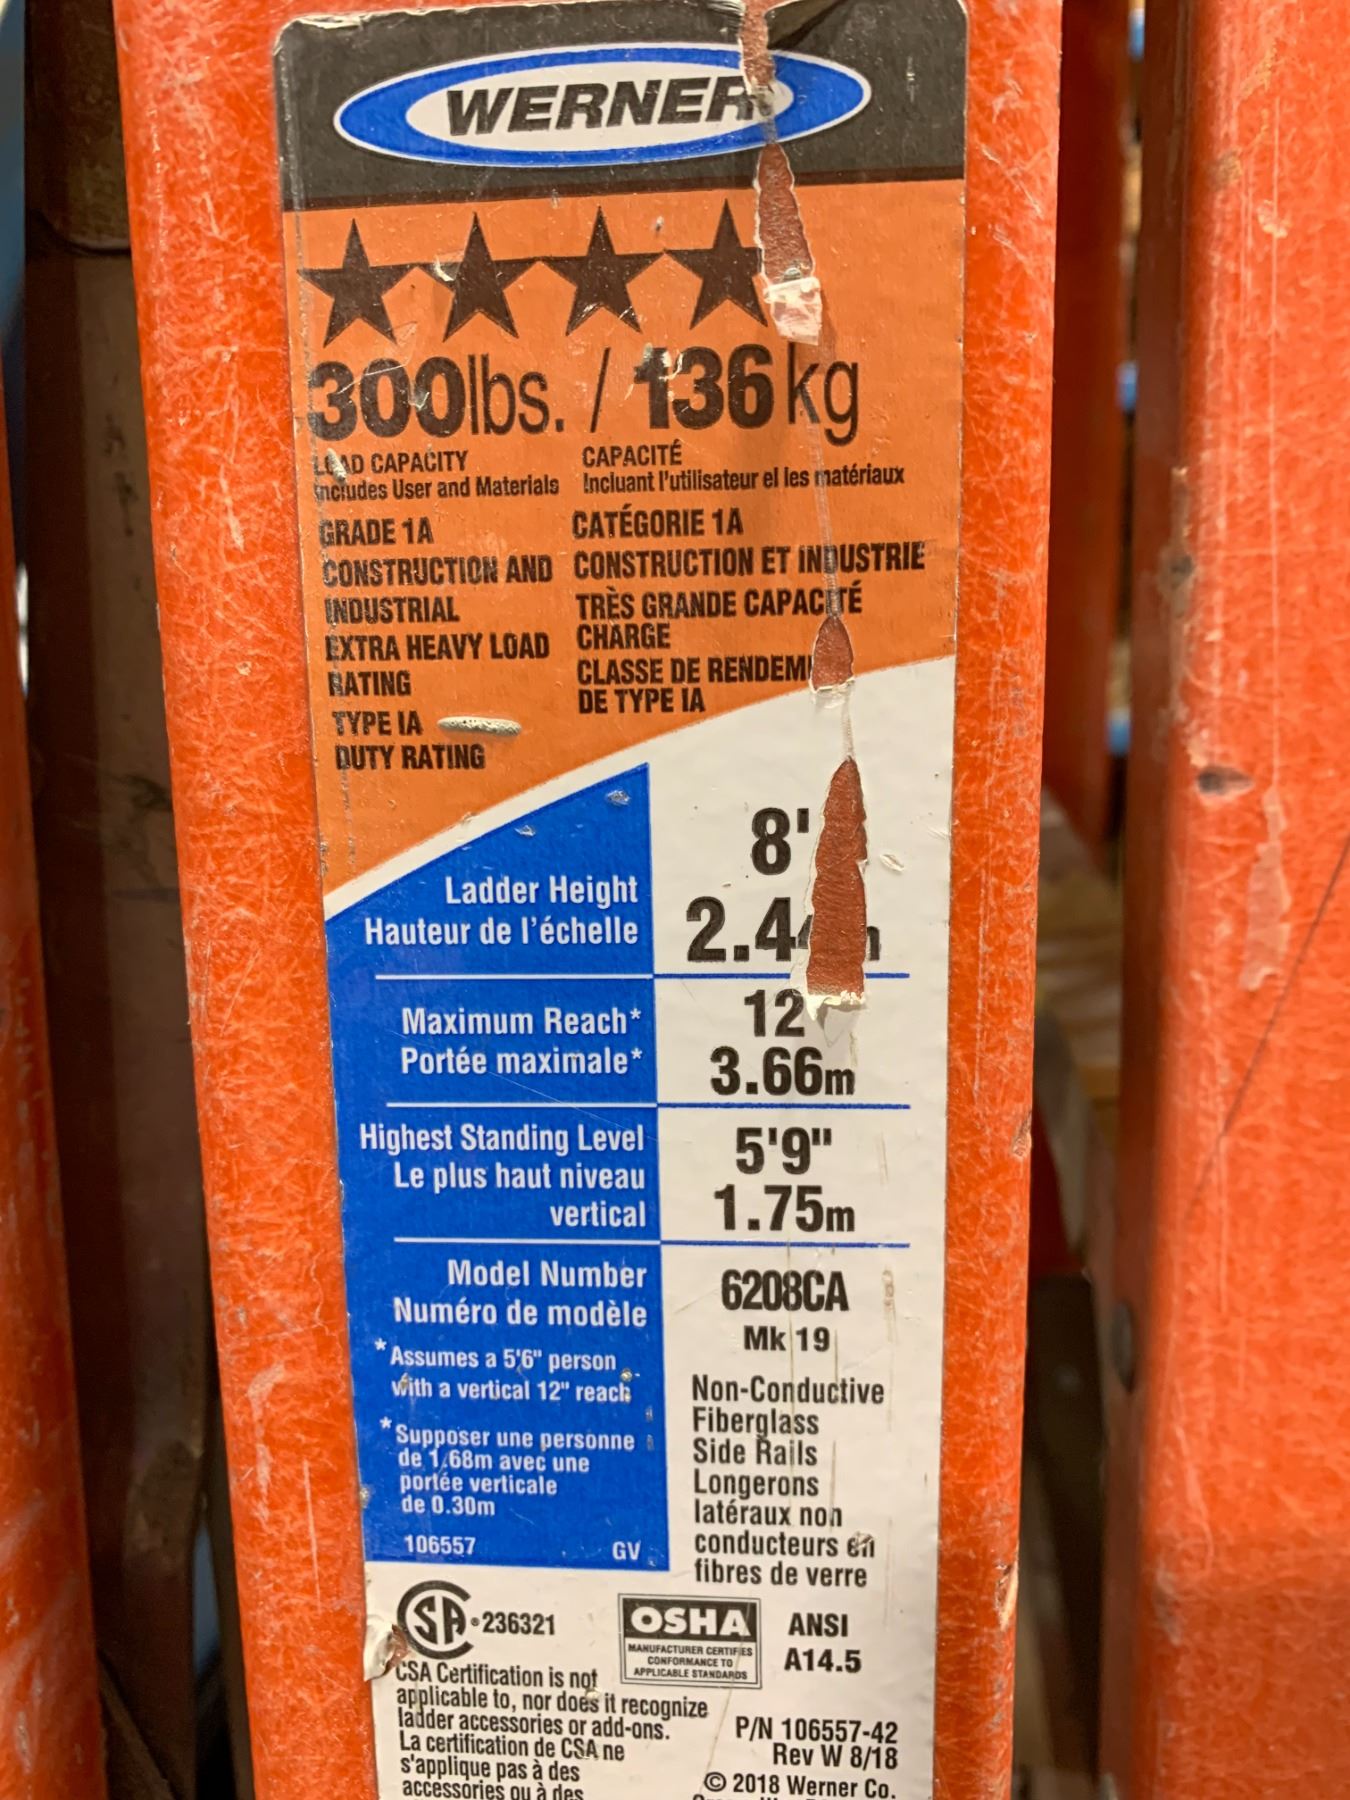 WERNER
300lbs. / 136kg
LOAD CAPACITY
Includes User and Materials
CAPACITÉ
Incluant l'utilisateur el les matériaux
GRADE 1A
CONSTRUCTION AND
INDUSTRIAL
EXTRA HEAVY LOAD
RATING
TYPE IA
DUTY RATING
CATÉGORIE 1A
CONSTRUCTION ET INDUSTRIE
TRÈS GRANDE CAPACITÉ
CHARGE
CLASSE DE
DE TYPE IA
Ladder Height
Hauteur de l'échelle
8'
Maximum Reach*
Portée maximale*
12
3.66m
Highest Standing Level
Le plus haut niveau
vertical
5'9"
1.75m
Model Number
Numéro de modèle
6208CA
Mk 19
* Assumes a 5'6" person
with a vertical 12" reach
* Supposer une personne
de 1.68m avec une
portée verticale
de 0.30m
106557 GV
Non-Conductive
Fiberglass
Side Rails
Longerons
latéraux non
conducteurs en
fibres de verre
SA ® 236321
CSA Certification is not
applicable to, nor does it recognize
ladder accessories or add-ons.
La certification de CSA ne
s'applique pas à des
accessories ou à des
OSHA
MANUFACTURER CERTIFIES
CONFORMANCE TO
APPLICABLE STANDARDS
ANSI
A14.5
P/N 106557-42
Rev W 8/18
© 2018 Werner Co.